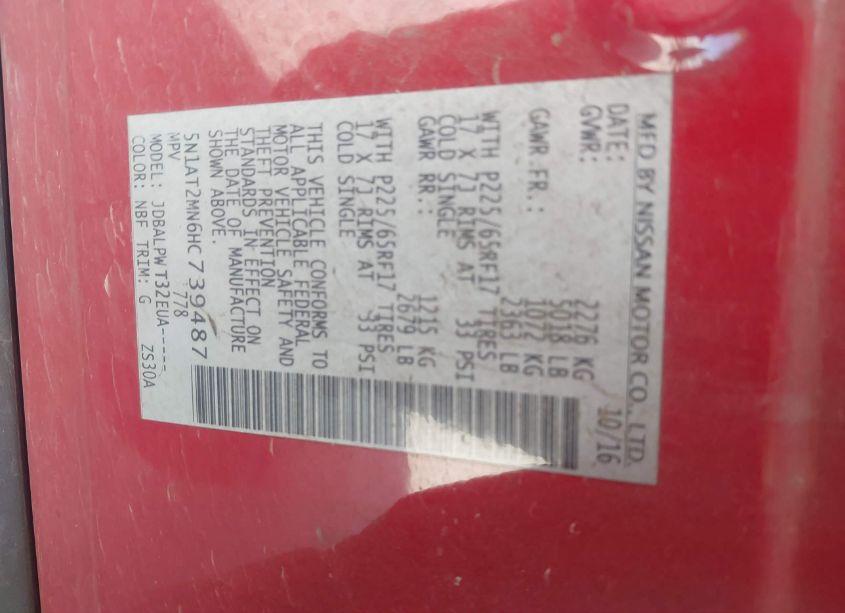 MFD BY NISSAN MOTOR CO., LTD.
DATE: 10/16
GVWR: 2276 KG
5018 LB
GAWR FR.: 1072 KG
2363 LB
WITH P225/65RF17 TIRES
17 X 7J RIMS AT 33 PSI
COLD SINGLE
GAWR RR.: 1215 KG
2679 LB
WITH P225/65RF17 TIRES
17 X 7J RIMS AT 33 PSI
COLD SINGLE
THIS VEHICLE CONFORMS TO
ALL APPLICABLE FEDERAL
MOTOR VEHICLE SAFETY AND
THEFT PREVENTION
STANDARDS IN EFFECT ON
THE DATE OF MANUFACTURE
SHOWN ABOVE.
5N1AT2MN6HC739487
MPV 778
MODEL: JDBALPWT32EUA-----
COLOR: NBF TRIM: G ZS30A